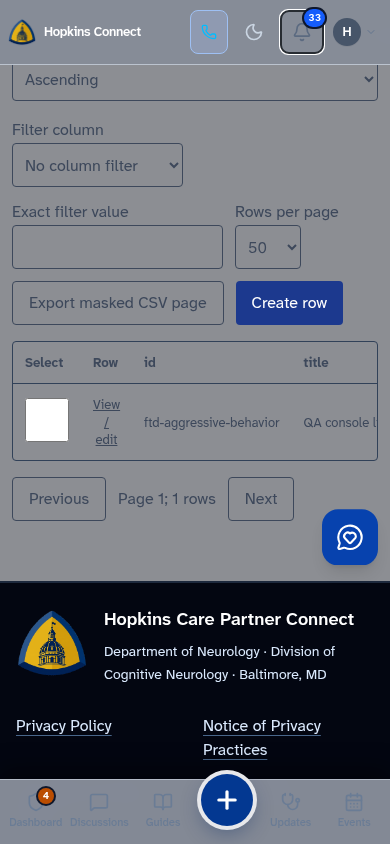 Hopkins Connect
33
H
Ascending
Filter column
No column filter
Exact filter value
Rows per page
50
Export masked CSV page
Create row
Select
Row
id
title
View
/
edit
ftd-aggressive-behavior
QA console l
Previous
Page 1; 1 rows
Next
Hopkins Care Partner Connect
Department of Neurology · Division of
Cognitive Neurology · Baltimore, MD
Privacy Policy
Notice of Privacy
Practices
4
Dashboard
Discussions
Guides
Updates
Events